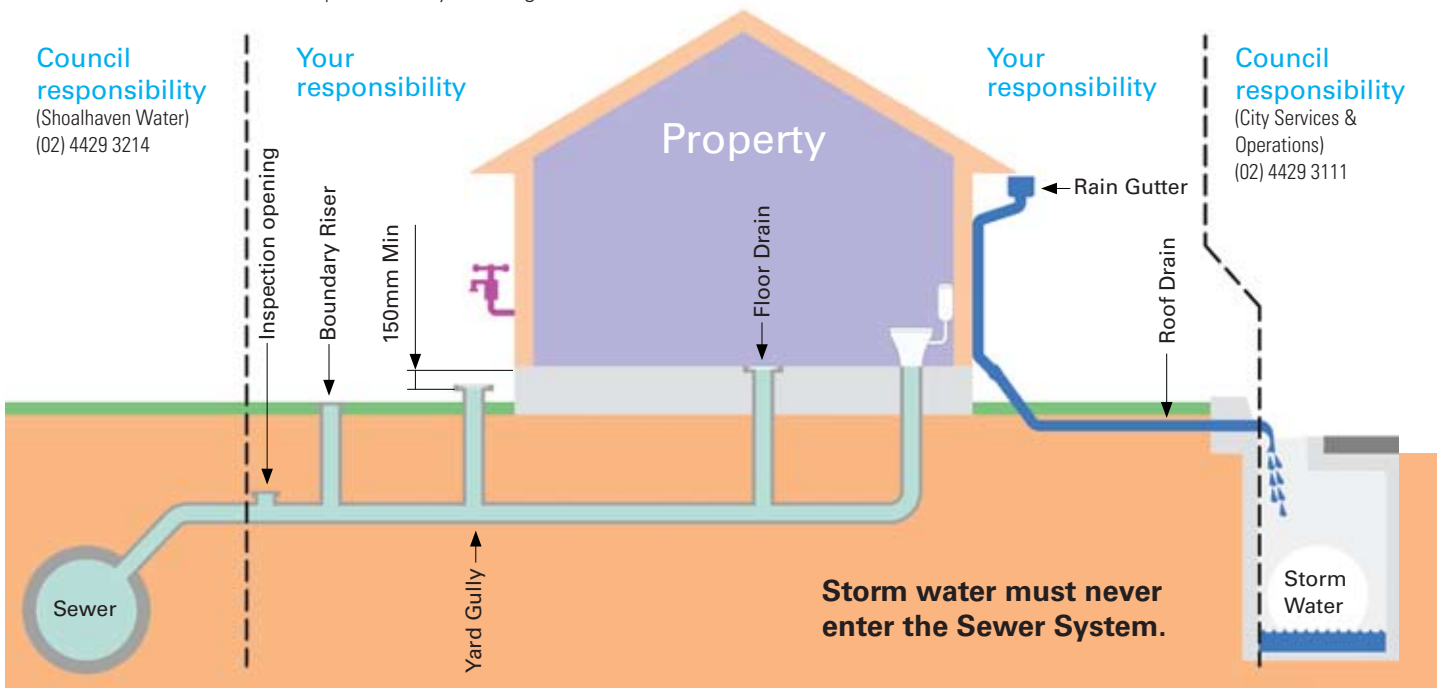 Council
responsibility
(Shoalhaven Water)
(02) 4429 3214
Your
responsibility
Property
Your
responsibility
Council
responsibility
(City Services &
Operations)
(02) 4429 3111
Inspection opening
Boundary Riser
150mm Min
Floor Drain
Rain Gutter
Roof Drain
Sewer
Yard Gully
Storm water must never
enter the Sewer System.
Storm
Water